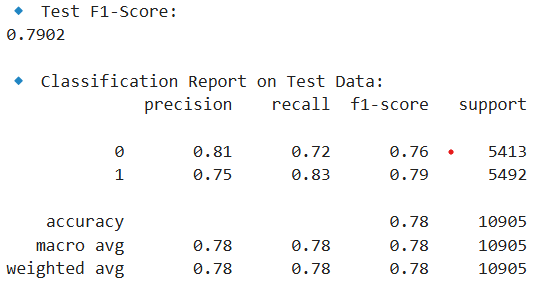 🔹 Test F1-Score:
0.7902
🔹 Classification Report on Test Data:
precision recall f1-score support
0 0.81 0.72 0.76 5413
1 0.75 0.83 0.79 5492
accuracy 0.78 10905
macro avg 0.78 0.78 0.78 10905
weighted avg 0.78 0.78 0.78 10905